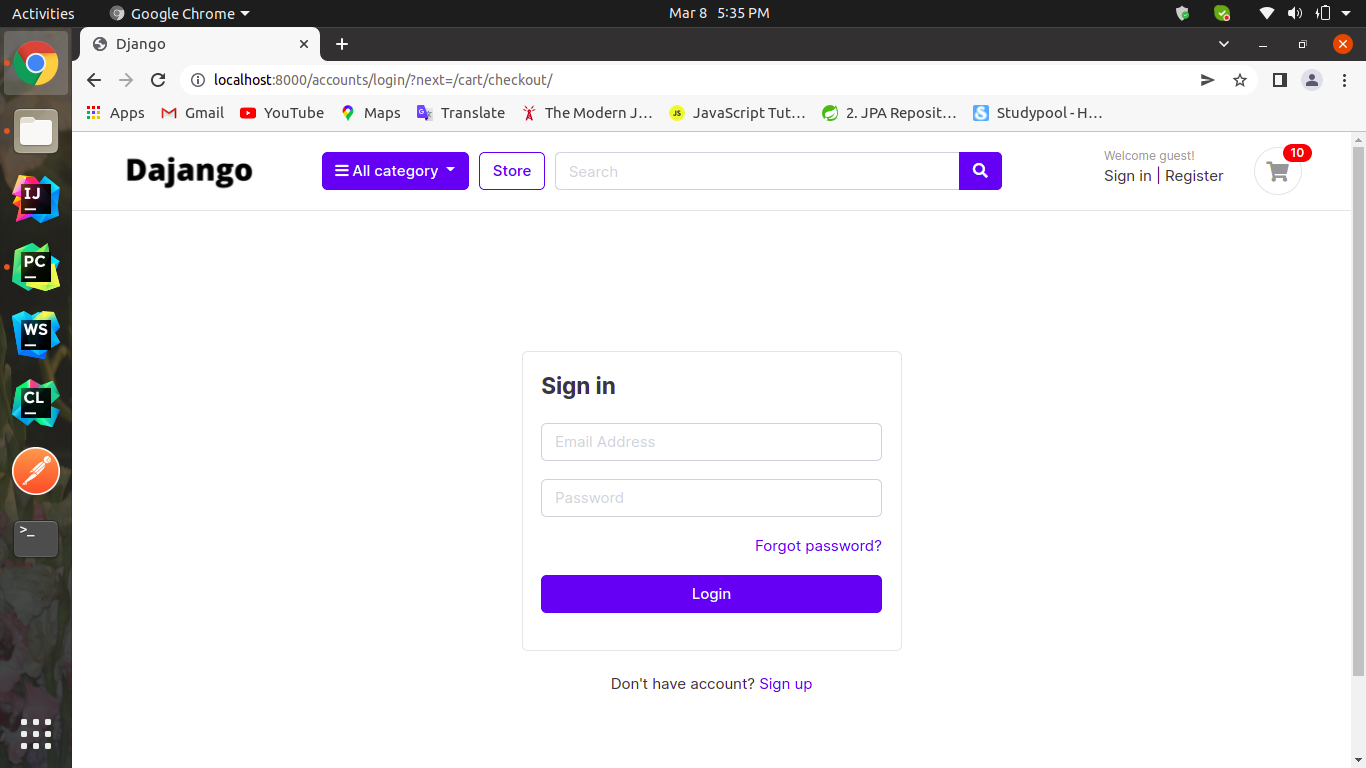 Activities Google Chrome Mar 8 5:35 PM
Django
localhost:8000/accounts/login/?next=/cart/checkout/
Apps Gmail YouTube Maps Translate The Modern J… JavaScript Tut… 2. JPA Reposit… Studypool - H…
IJ
PC
WS
CL
>_
Dajango All category Store Search
Welcome guest!
Sign in | Register
10
Sign in
Email Address
Password
Forgot password?
Login
Don't have account? Sign up